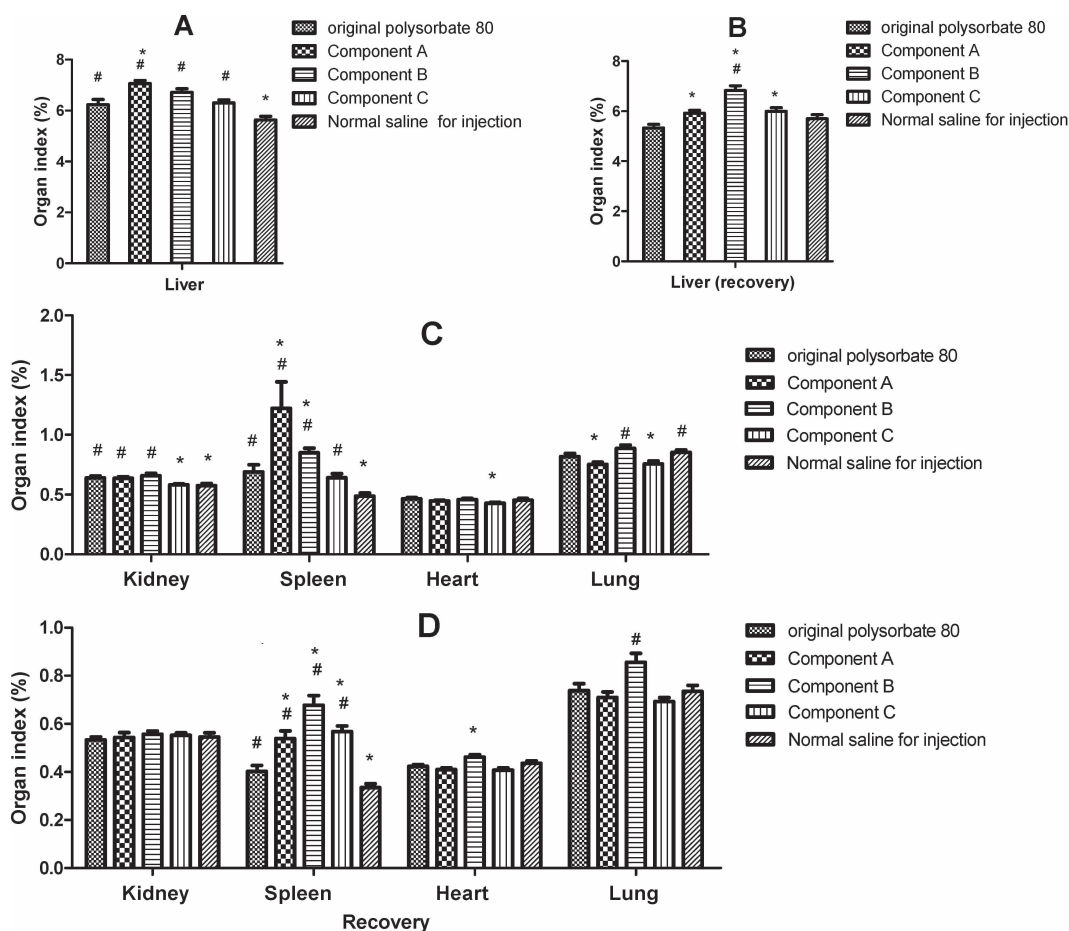 A
original polysorbate 80
Component A
Component B
Component C
Normal saline for injection
Organ index (%)
8
6
4
2
0
#
*
#
#
#
*
Liver
B
original polysorbate 80
Component A
Component B
Component C
Normal saline for injection
Organ index (%)
8
6
4
2
0
*
*
#
*
Liver (recovery)
C
original polysorbate 80
Component A
Component B
Component C
Normal saline for injection
Organ index (%)
2.0
1.5
1.0
0.5
0.0
# # # * *
#
*
#
*
#
#
*
*
* # * #
Kidney Spleen Heart Lung
D
original polysorbate 80
Component A
Component B
Component C
Normal saline for injection
Organ index (%)
1.0
0.8
0.6
0.4
0.2
0.0
#
*
#
*
#
*
#
*
*
#
Kidney Spleen Heart Lung
Recovery